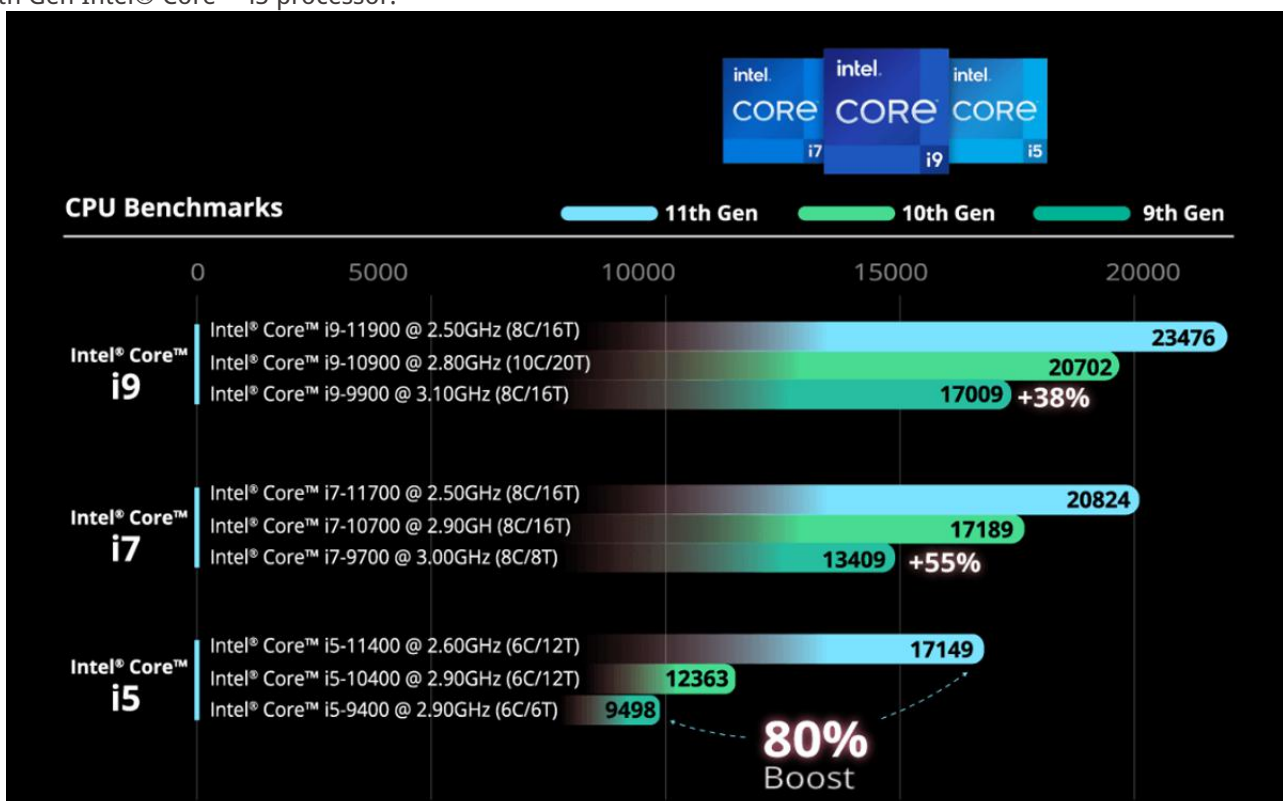 th Gen Intel® Core™ i5 processor.
intel. intel. intel.
CORe CORe CORe
i7 i9 i5
CPU Benchmarks 11th Gen 10th Gen 9th Gen
0 5000 10000 15000 20000
Intel® Core™ i9
Intel® Core™ i9-11900 @ 2.50GHz (8C/16T) 23476
Intel® Core™ i9-10900 @ 2.80GHz (10C/20T) 20702
Intel® Core™ i9-9900 @ 3.10GHz (8C/16T) 17009 +38%
Intel® Core™ i7
Intel® Core™ i7-11700 @ 2.50GHz (8C/16T) 20824
Intel® Core™ i7-10700 @ 2.90GH (8C/16T) 17189
Intel® Core™ i7-9700 @ 3.00GHz (8C/8T) 13409 +55%
Intel® Core™ i5
Intel® Core™ i5-11400 @ 2.60GHz (6C/12T) 17149
Intel® Core™ i5-10400 @ 2.90GHz (6C/12T) 12363
Intel® Core™ i5-9400 @ 2.90GHz (6C/6T) 9498
80%
Boost